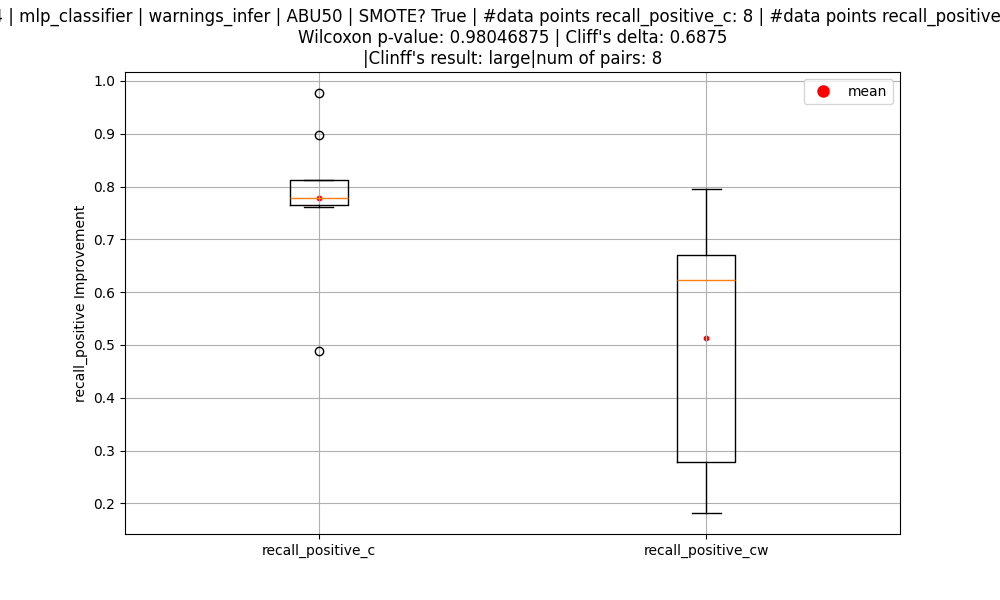 | mlp_classifier | warnings_infer | ABU50 | SMOTE? True | #data points recall_positive_c: 8 | #data points recall_positive
Wilcoxon p-value: 0.98046875 | Cliff's delta: 0.6875
|Clinff's result: large|num of pairs: 8
mean
1.0
0.9
0.8
0.7
0.6
0.5
0.4
0.3
0.2
recall_positive Improvement
recall_positive_c
recall_positive_cw